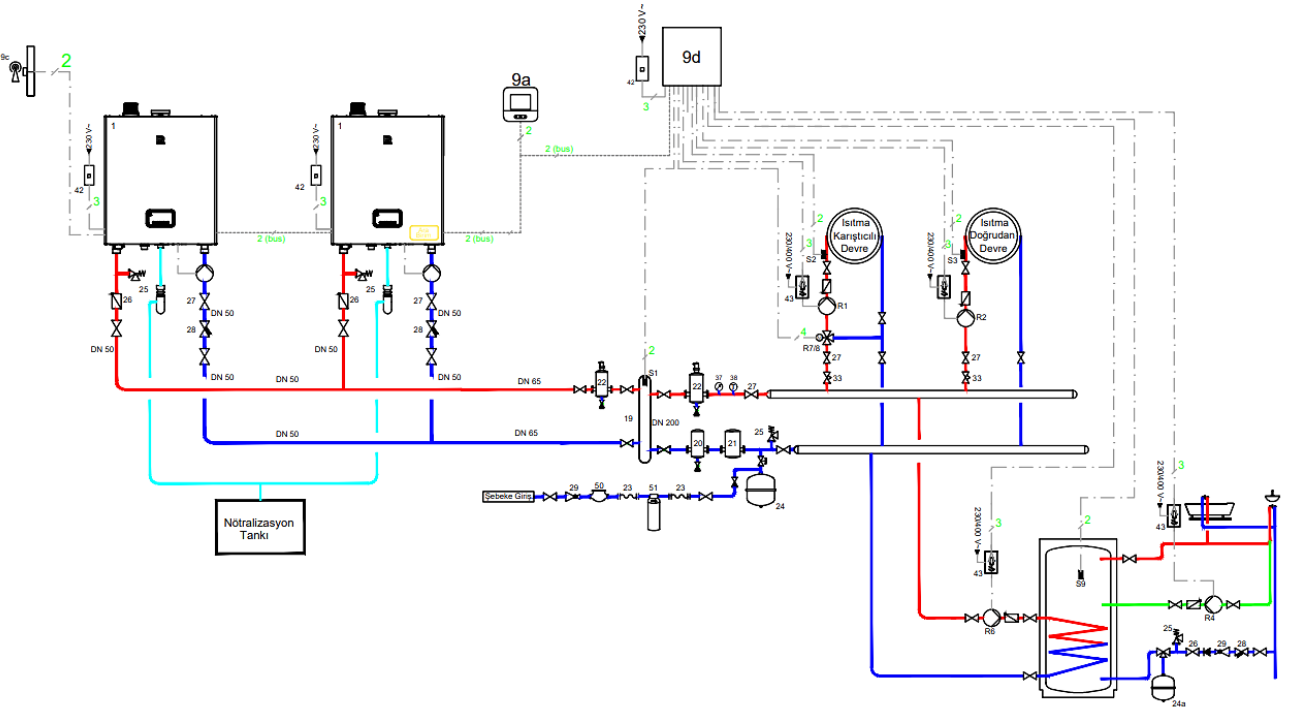 9c
2
230 V~
42
3
1
230 V~
42
3
1
9a
2
2 (bus)
2 (bus)
2 (bus)
230 V~
42
3
9d
25
26
27
28
DN 50
DN 50
DN 50
25
26
27
28
DN 50
DN 50
DN 50
DN 50
DN 65
DN 50
DN 65
Nötralizasyon
Tankı
22
2
S1
19
DN 200
22
37
38
27
20
21
25
24
Şebeke Giriş
29
50
23
51
23
Isıtma
Karıştıcılı
Devre
2
S2
3
230/400 V~
43
R1
4
R7/8
27
33
Isıtma
Doğrudan
Devre
2
S3
3
230/400 V~
43
R2
27
33
230/400 V~
3
43
R6
2
S9
230/400 V~
3
43
R4
25
26
29
28
24a